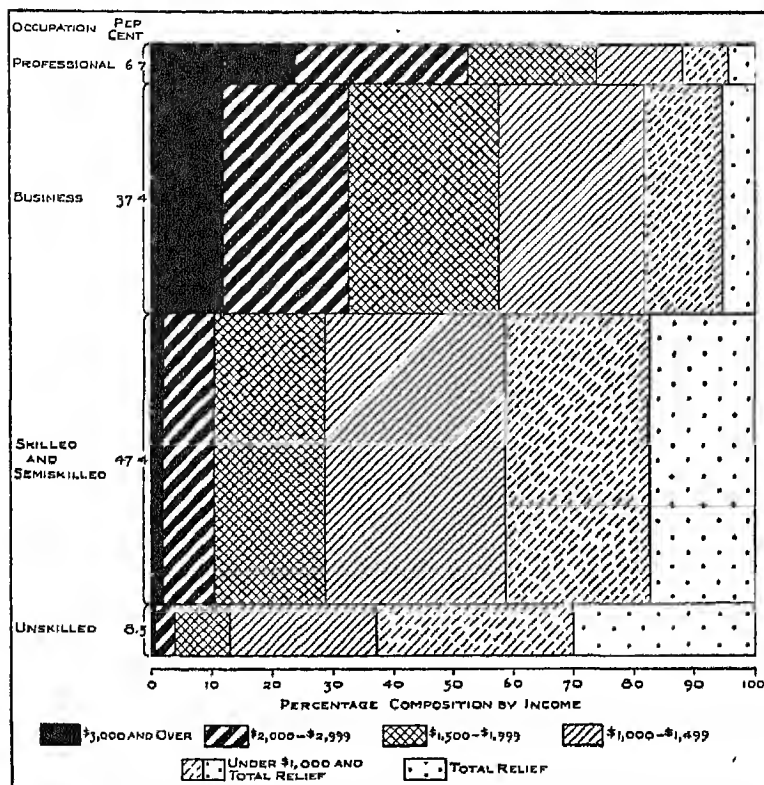 OCCUPATION PER CENT
PROFESSIONAL 6.7
BUSINESS 37.4
SKILLED AND SEMISKILLED 47.4
UNSKILLED 8.5
0 10 20 30 40 50 60 70 80 90 100
PERCENTAGE COMPOSITION BY INCOME
$3,000 AND OVER $2,000-$2,999 $1,500-$1,999 $1,000-$1,499
UNDER $1,000 AND TOTAL RELIEF TOTAL RELIEF